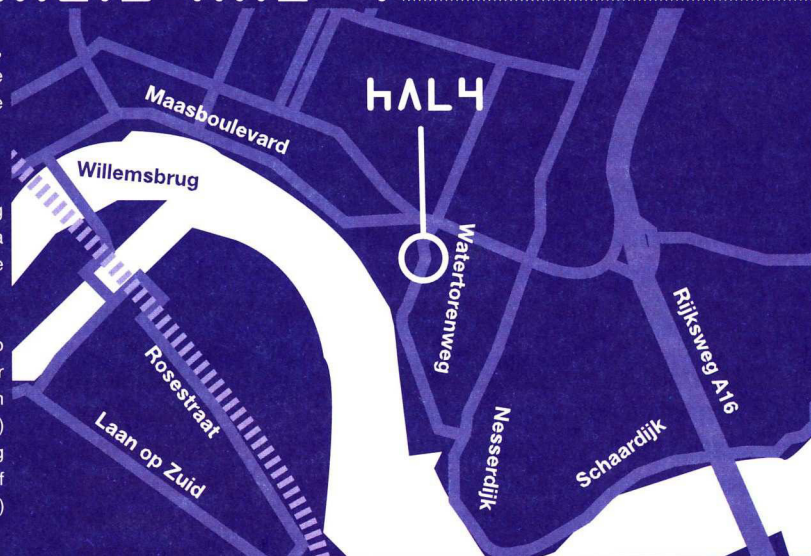 hAL4
Maasboulevard
Willemsbrug
Watertorenweg
Rijksweg A16
Rosestraat
Laan op Zuid
Nesserdijk
Schaardijk